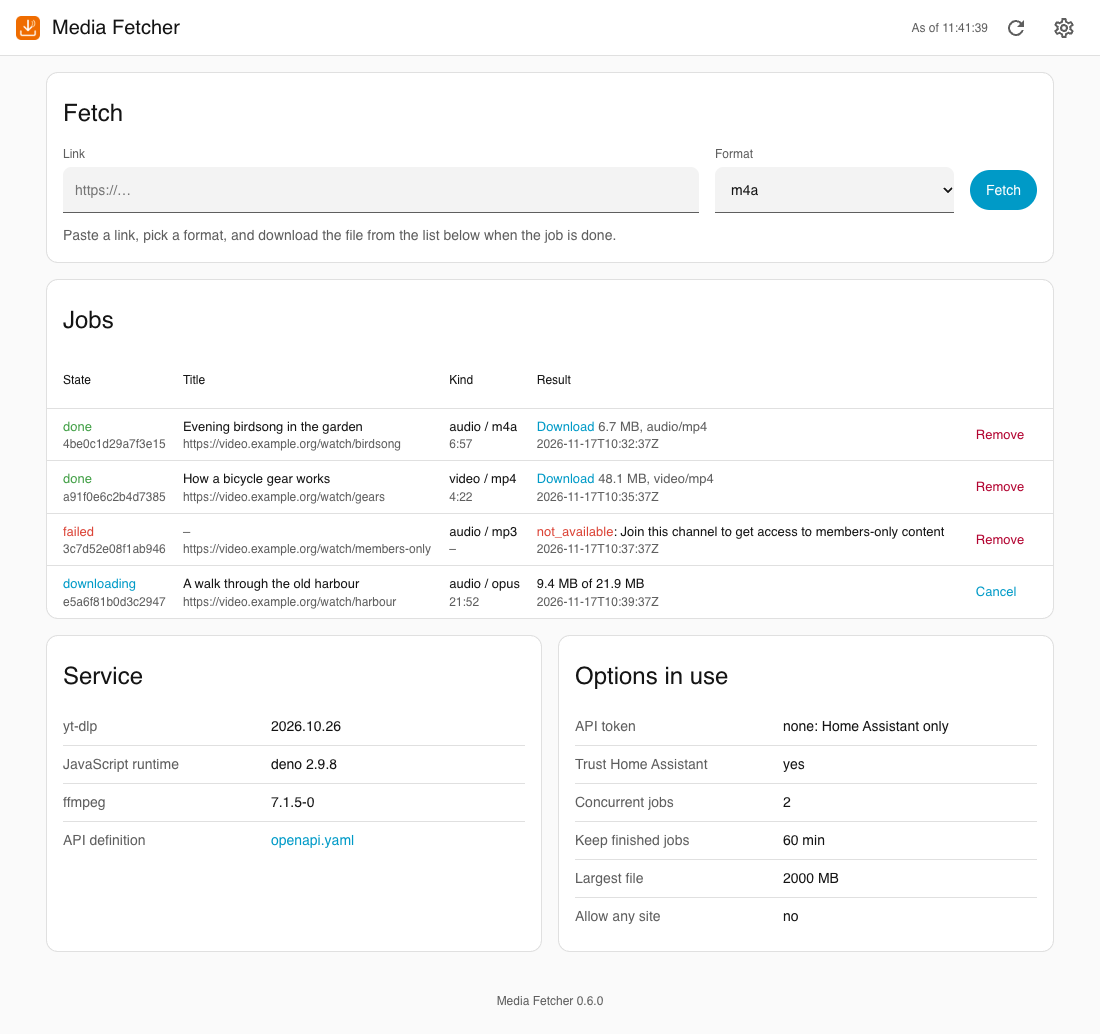 Media Fetcher
As of 11:41:39
Fetch
Link
Format
https://…
m4a
Fetch
Paste a link, pick a format, and download the file from the list below when the job is done.
Jobs
State Title Kind Result
done Evening birdsong in the garden audio / m4a Download 6.7 MB, audio/mp4
4be0c1d29a7f3e15 https://video.example.org/watch/birdsong 6:57 2026-11-17T10:32:37Z
Remove
done How a bicycle gear works video / mp4 Download 48.1 MB, video/mp4
a91f0e6c2b4d7385 https://video.example.org/watch/gears 4:22 2026-11-17T10:35:37Z
Remove
failed – audio / mp3 not_available: Join this channel to get access to members-only content
3c7d52e08f1ab946 https://video.example.org/watch/members-only – 2026-11-17T10:37:37Z
Remove
downloading A walk through the old harbour audio / opus 9.4 MB of 21.9 MB
e5a6f81b0d3c2947 https://video.example.org/watch/harbour 21:52 2026-11-17T10:39:37Z
Cancel
Service
yt-dlp 2026.10.26
JavaScript runtime deno 2.9.8
ffmpeg 7.1.5-0
API definition openapi.yaml
Options in use
API token none: Home Assistant only
Trust Home Assistant yes
Concurrent jobs 2
Keep finished jobs 60 min
Largest file 2000 MB
Allow any site no
Media Fetcher 0.6.0